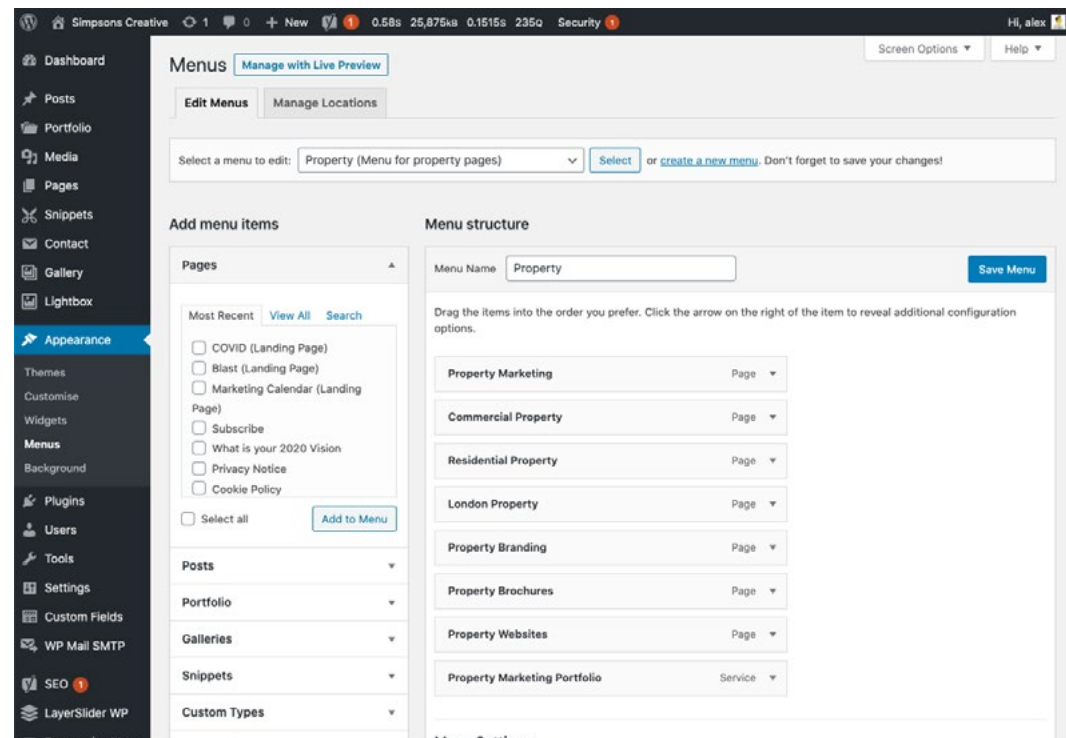 Simpsons Creative 1 0 + New 1 0.58s 25,875KB 0.1515s 235Q Security 1 Hi, alex
Screen Options ▼ Help ▼
Dashboard
Posts
Portfolio
Media
Pages
Snippets
Contact
Gallery
Lightbox
Appearance
Themes
Customise
Widgets
Menus
Background
Plugins
Users
Tools
Settings
Custom Fields
WP Mail SMTP
SEO 1
LayerSlider WP
Menus Manage with Live Preview
Edit Menus Manage Locations
Select a menu to edit: Property (Menu for property pages) Select or create a new menu. Don't forget to save your changes!
Add menu items
Pages
Most Recent View All Search
COVID (Landing Page)
Blast (Landing Page)
Marketing Calendar (Landing
Page)
Subscribe
What is your 2020 Vision
Privacy Notice
Cookie Policy
Select all Add to Menu
Posts
Portfolio
Galleries
Snippets
Custom Types
Menu structure
Menu Name Property Save Menu
Drag the items into the order you prefer. Click the arrow on the right of the item to reveal additional configuration
options.
Property Marketing Page
Commercial Property Page
Residential Property Page
London Property Page
Property Branding Page
Property Brochures Page
Property Websites Page
Property Marketing Portfolio Service